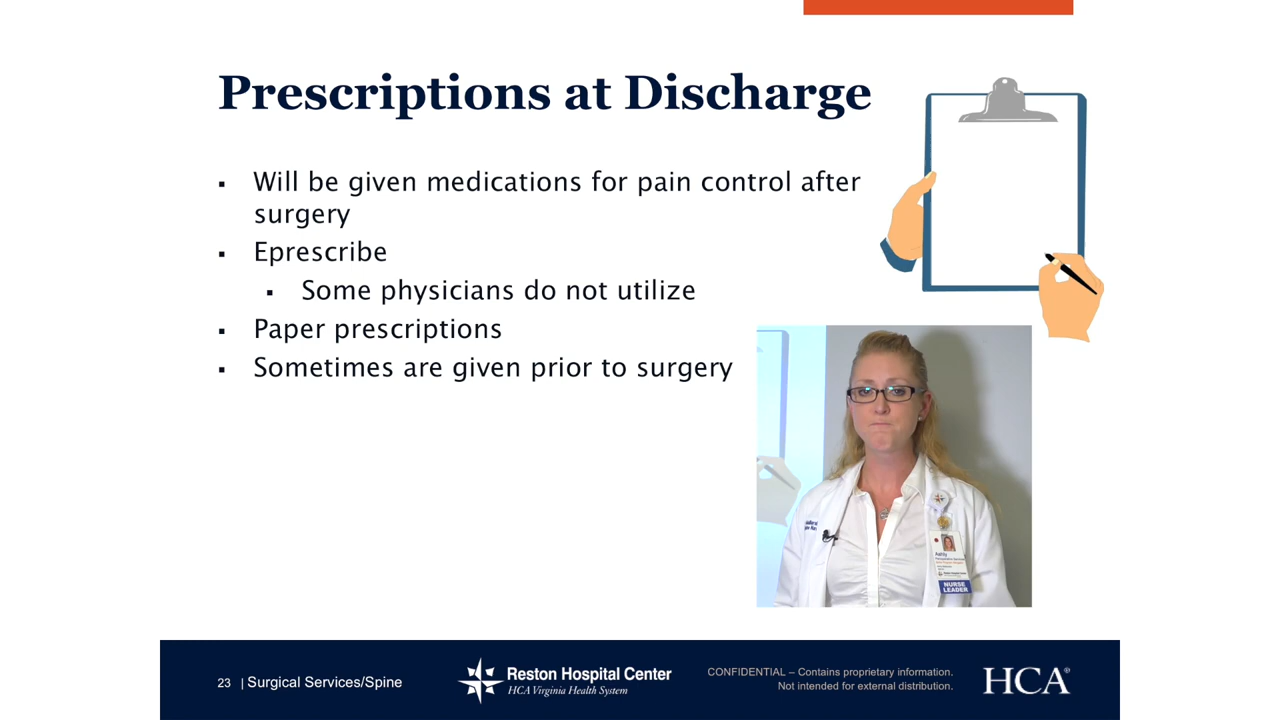 Prescriptions at Discharge
▪ Will be given medications for pain control after
surgery
▪ Eprescribe
▪ Some physicians do not utilize
▪ Paper prescriptions
▪ Sometimes are given prior to surgery
NURSE
LEADER
23 | Surgical Services/Spine
Reston Hospital Center
HCA Virginia Health System
CONFIDENTIAL – Contains proprietary information.
Not intended for external distribution.
HCA®